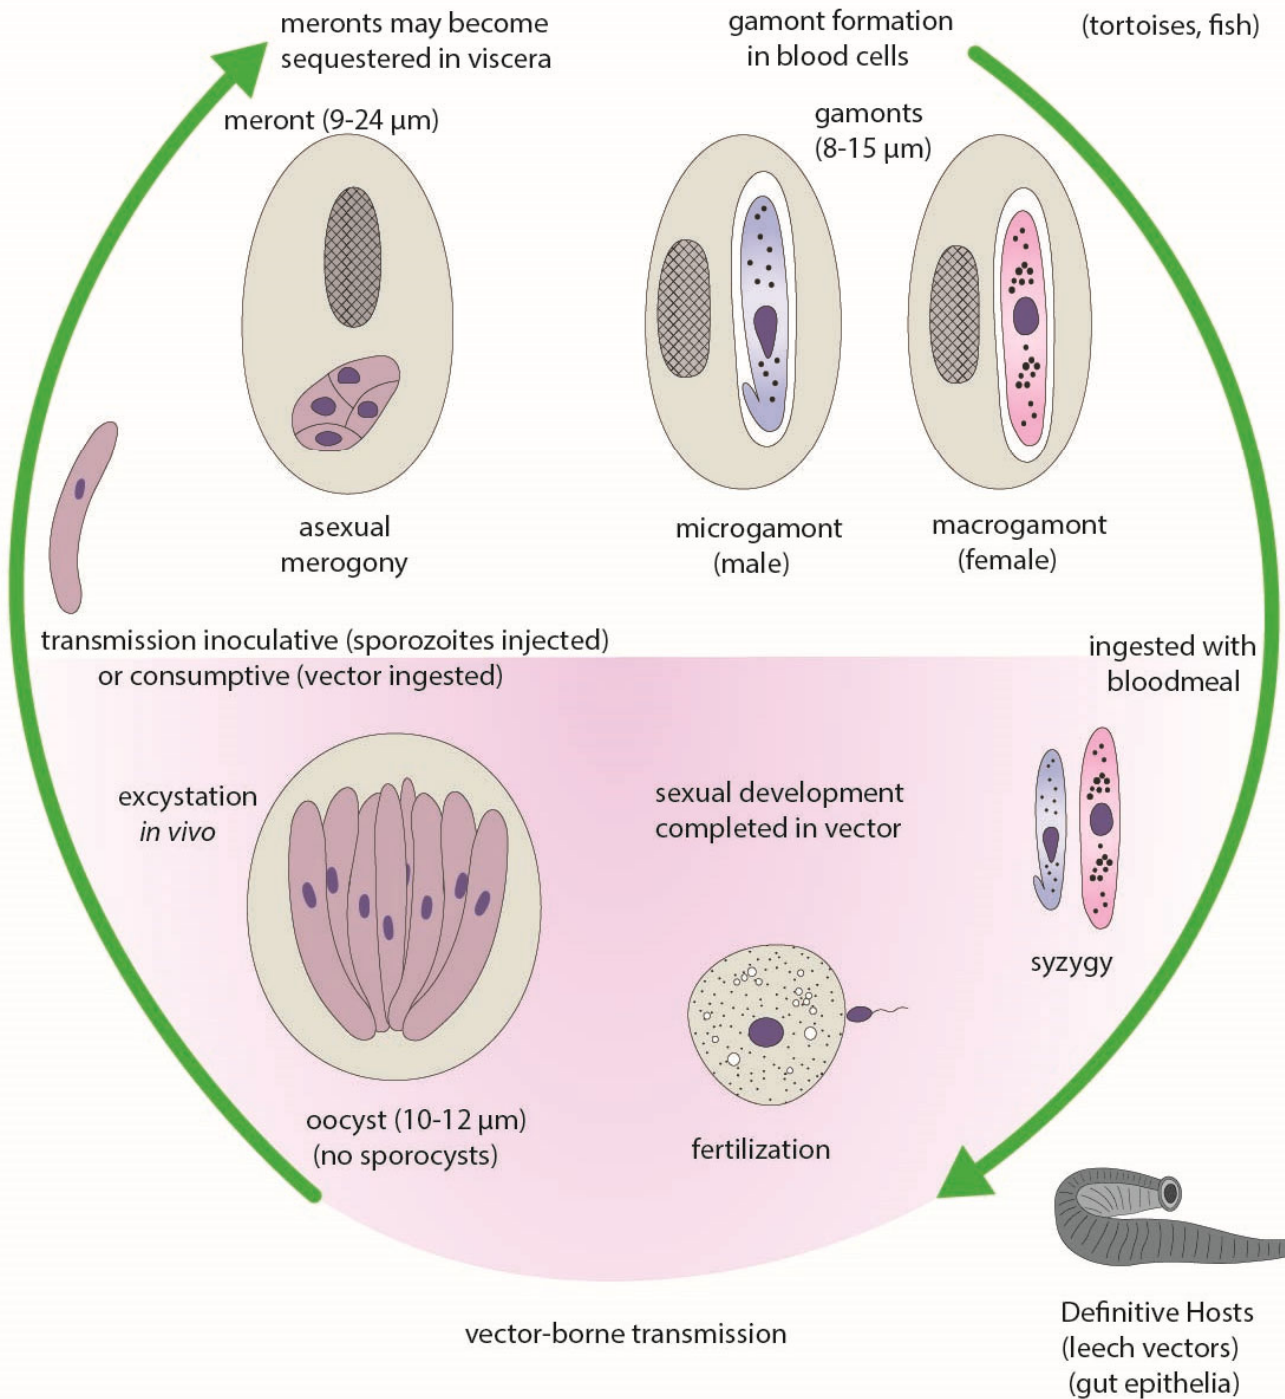 meronts may become
sequestered in viscera
gamont formation
in blood cells
(tortoises, fish)
meront (9-24 µm)
gamonts
(8-15 µm)
asexual
merogony
microgamont
(male)
macrogamont
(female)
transmission inoculative (sporozoites injected)
or consumptive (vector ingested)
ingested with
bloodmeal
excystation
in vivo
sexual development
completed in vector
syzygy
oocyst (10-12 µm)
(no sporocysts)
fertilization
vector-borne transmission
Definitive Hosts
(leech vectors)
(gut epithelia)